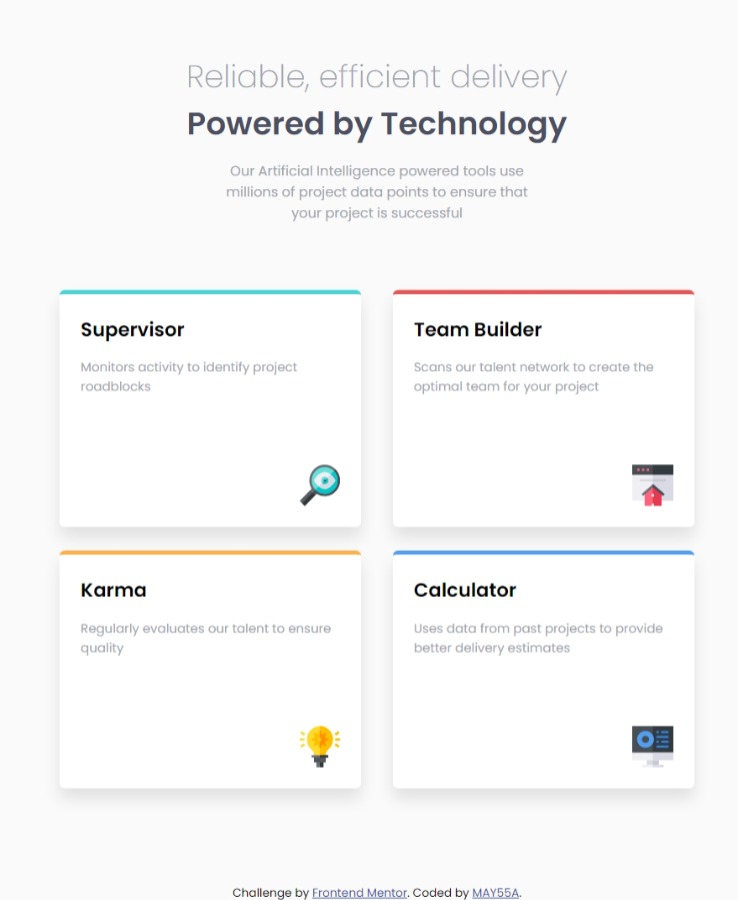 Reliable, efficient delivery
Powered by Technology
Our Artificial Intelligence powered tools use
millions of project data points to ensure that
your project is successful
Supervisor
Monitors activity to identify project
roadblocks
Team Builder
Scans our talent network to create the
optimal team for your project
Karma
Regularly evaluates our talent to ensure
quality
Calculator
Uses data from past projects to provide
better delivery estimates
Challenge by Frontend Mentor. Coded by MAY55A.